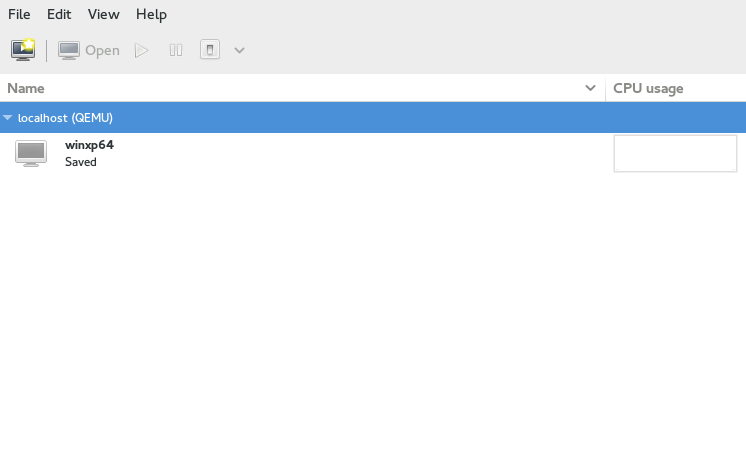 File Edit View Help
Open
Name CPU usage
localhost (QEMU)
winxp64
Saved